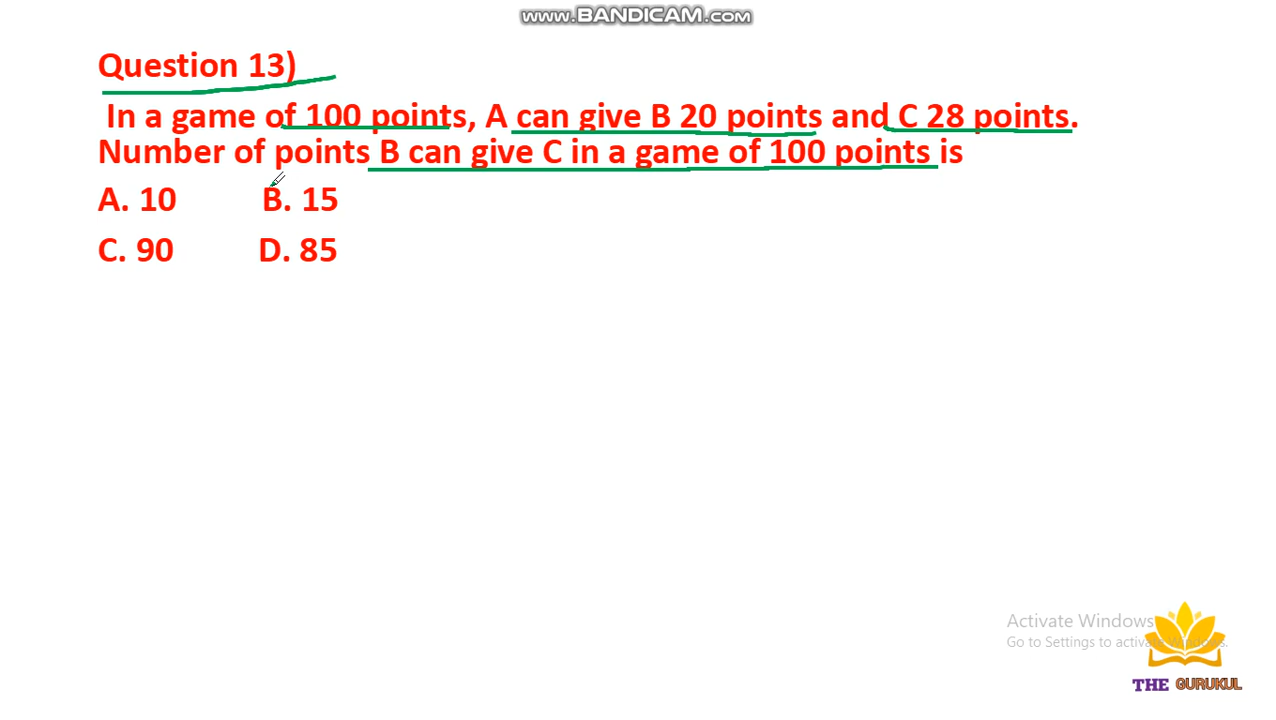 www.BANDICAM.com
Question 13)
In a game of 100 points, A can give B 20 points and C 28 points.
Number of points B can give C in a game of 100 points is
A. 10 B. 15
C. 90 D. 85
Activate Windows
Go to Settings to activate Windows.
THE GURUKUL